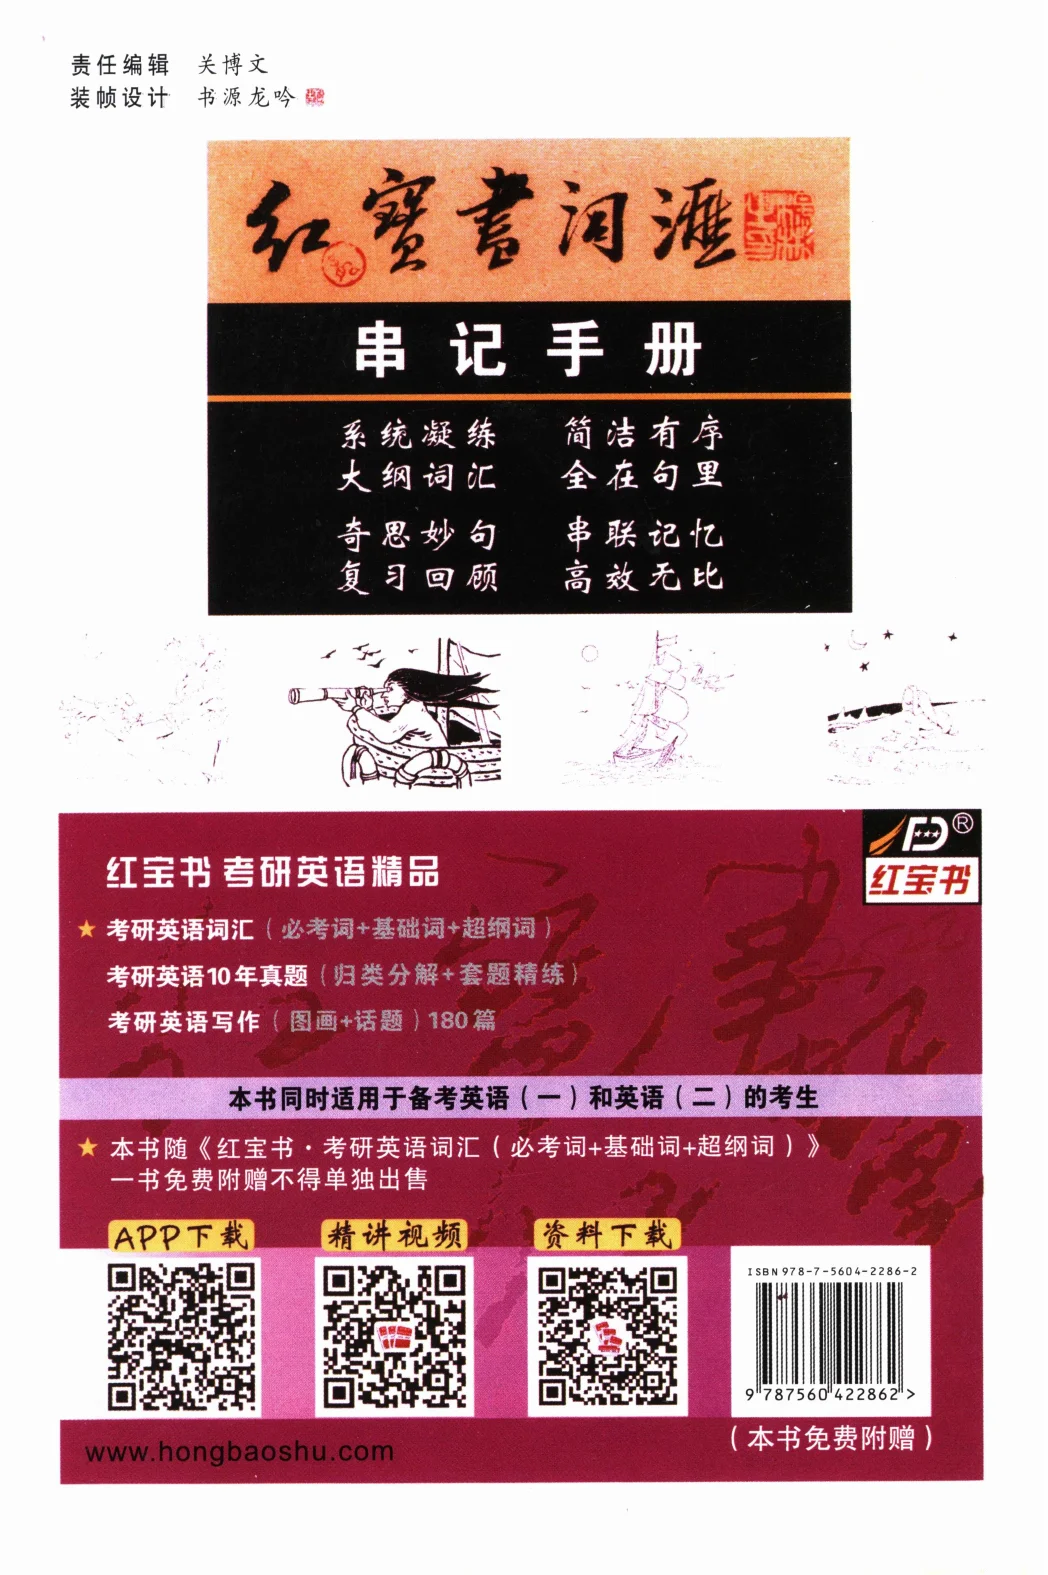 责任编辑 关博文
装帧设计 书源龙吟
红寳書词滙
串记手册
系统凝练 简洁有序
大纲词汇 全在句里
奇思妙句 串联记忆
复习回顾 高效无比
®
红宝书
红宝书 考研英语精品
★ 考研英语词汇（必考词+基础词+超纲词）
考研英语10年真题（归类分解+套题精练）
考研英语写作（图画+话题）180篇
本书同时适用于备考英语（一）和英语（二）的考生
★ 本书随《红宝书·考研英语词汇（必考词+基础词+超纲词）》
一书免费附赠不得单独出售
APP下载 精讲视频 资料下载
ISBN 978-7-5604-2286-2
9 787560 422862 >
（本书免费附赠）
www.hongbaoshu.com